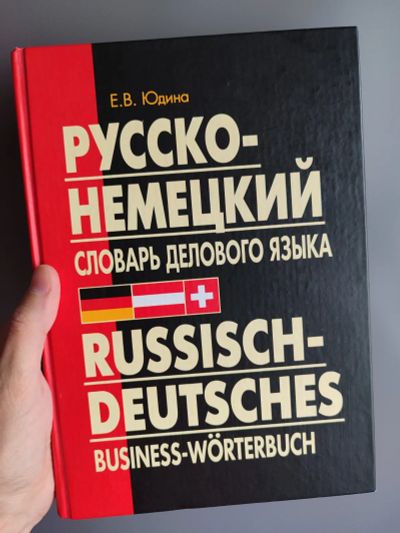 Е.В. Юдина
РУССКО-
НЕМЕЦКИЙ
СЛОВАРЬ ДЕЛОВОГО ЯЗЫКА
RUSSISCH-
DEUTSCHES
BUSINESS-WÖRTERBUCH